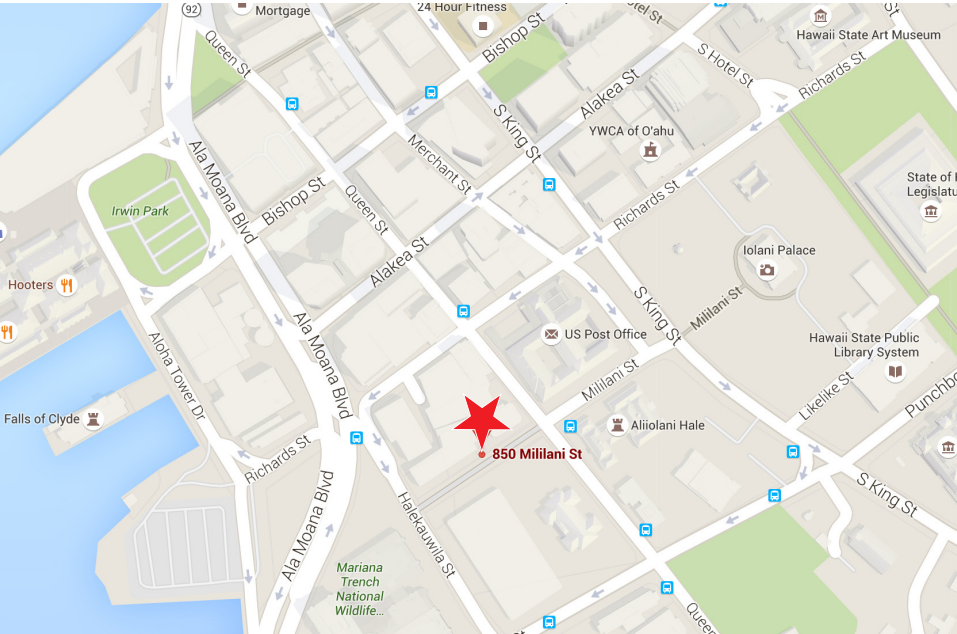 92
Mortgage
24 Hour Fitness
Hotel St
St
Hawaii State Art Museum
Bishop St
Queen St
S Hotel St
Richards St
Alakea St
S King St
YWCA of O'ahu
Ala Moana Blvd
Merchant St
State of
Legislatu
Irwin Park
Bishop St
Queen St
Richards St
Alakea St
Iolani Palace
Hooters
Mililani St
S King St
Ala Moana Blvd
US Post Office
Hawaii State Public
Library System
Aloha Tower Dr
Mililani St
Likelike St
Punchbo
Falls of Clyde
Aliiolani Hale
850 Mililani St
Richards St
S King St
Ala Moana Blvd
Halekauwila St
Mariana
Trench
National
Wildlife...
Queen
St